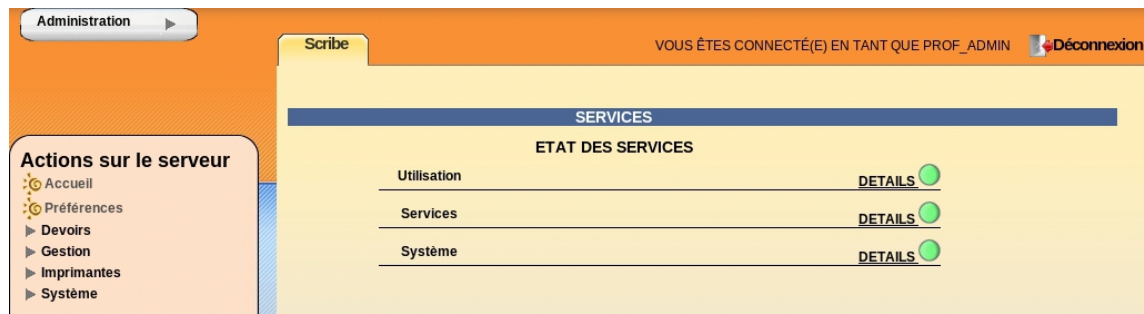 Administration
Scribe
VOUS ÊTES CONNECTÉ(E) EN TANT QUE PROF_ADMIN
Déconnexion
SERVICES
ETAT DES SERVICES
Utilisation DETAILS
Services DETAILS
Système DETAILS
Actions sur le serveur
Accueil
Préférences
Devoirs
Gestion
Imprimantes
Système